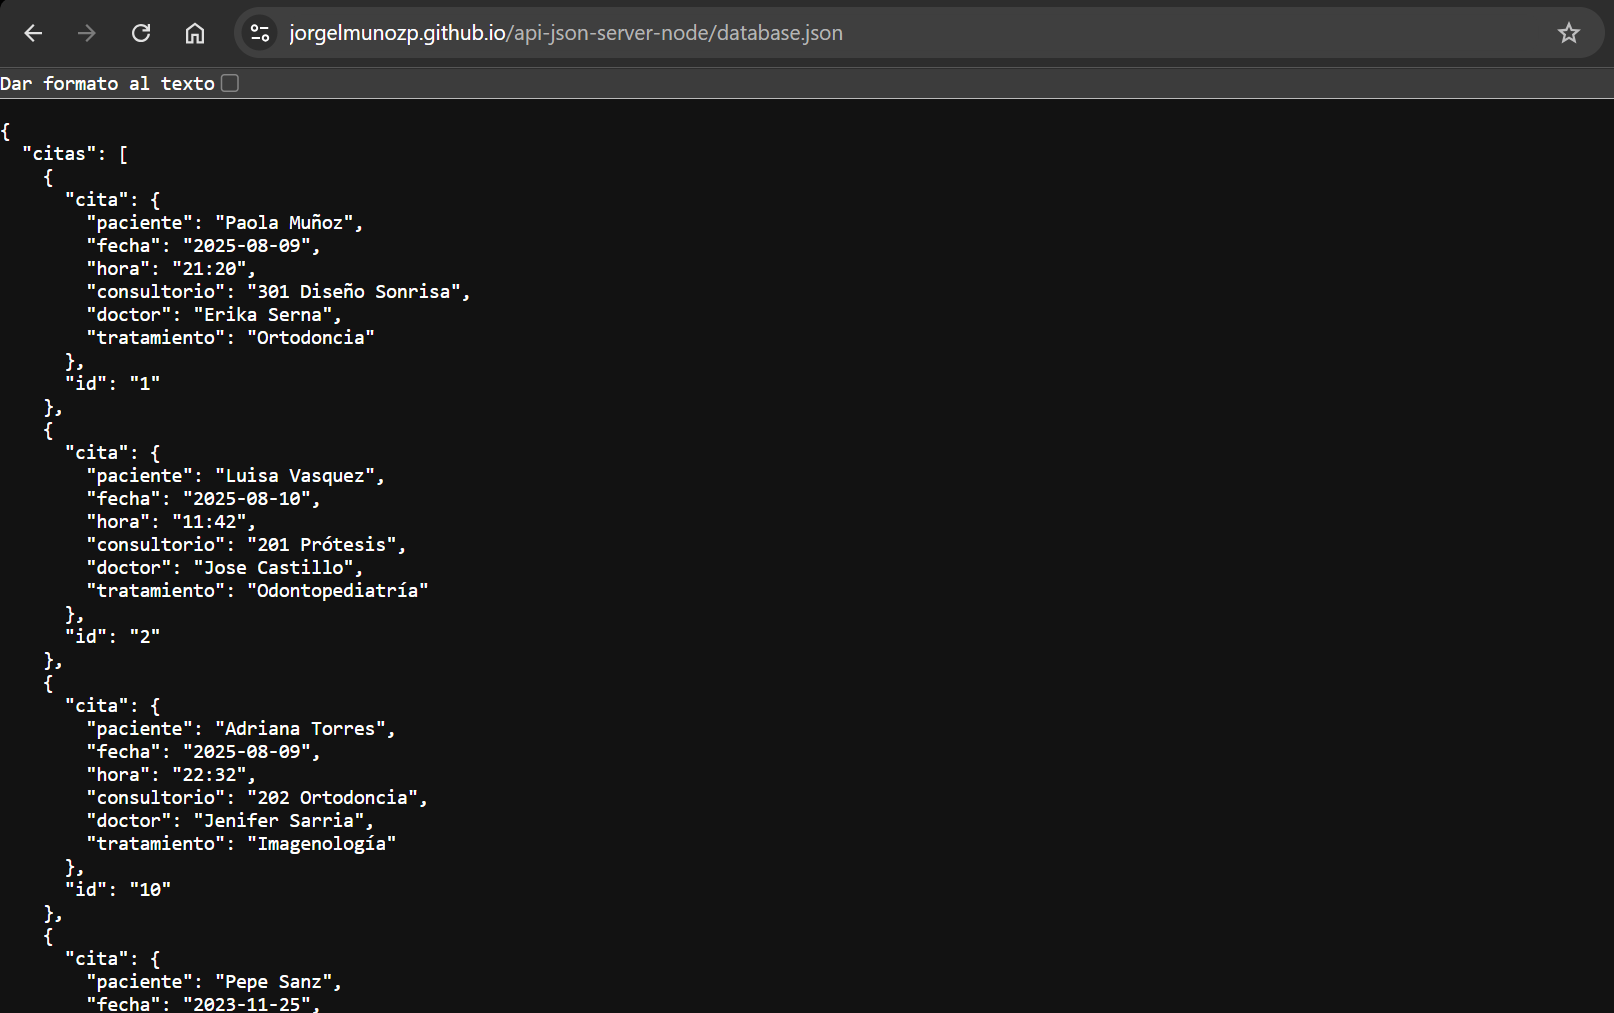 jorgelmunozp.github.io/api-json-server-node/database.json
Dar formato al texto
{
  "citas": [
    {
      "cita": {
        "paciente": "Paola Muñoz",
        "fecha": "2025-08-09",
        "hora": "21:20",
        "consultorio": "301 Diseño Sonrisa",
        "doctor": "Erika Serna",
        "tratamiento": "Ortodoncia"
      },
      "id": "1"
    },
    {
      "cita": {
        "paciente": "Luisa Vasquez",
        "fecha": "2025-08-10",
        "hora": "11:42",
        "consultorio": "201 Prótesis",
        "doctor": "Jose Castillo",
        "tratamiento": "Odontopediatría"
      },
      "id": "2"
    },
    {
      "cita": {
        "paciente": "Adriana Torres",
        "fecha": "2025-08-09",
        "hora": "22:32",
        "consultorio": "202 Ortodoncia",
        "doctor": "Jenifer Sarria",
        "tratamiento": "Imagenología"
      },
      "id": "10"
    },
    {
      "cita": {
        "paciente": "Pepe Sanz",
        "fecha": "2023-11-25",